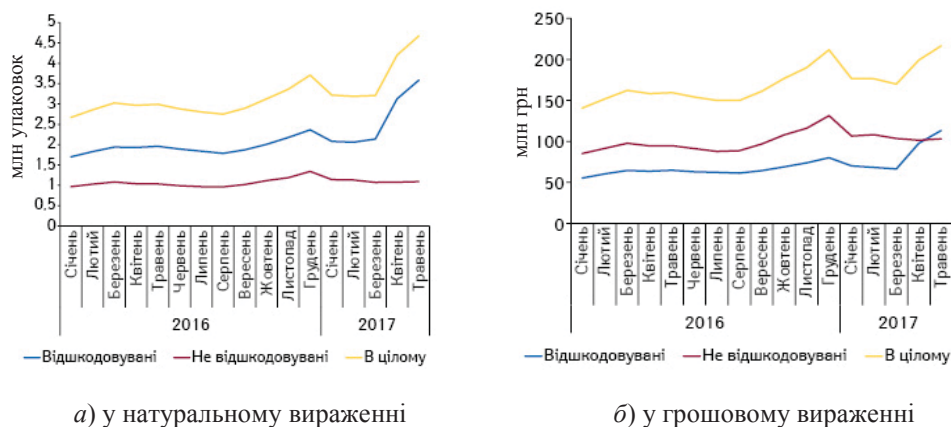 млн упаковок
5
4.5
4
3.5
3
2.5
2
1.5
1
0.5
0
Січень
Лютий
Березень
Квітень
Травень
Червень
Липень
Серпень
Вересень
Жовтень
Листопад
Грудень
Січень
Лютий
Березень
Квітень
Травень
2016 2017
Відшкодовувані Не відшкодовувані В цілому
а) у натуральному вираженні
млн грн
250
200
150
100
50
0
Січень
Лютий
Березень
Квітень
Травень
Червень
Липень
Серпень
Вересень
Жовтень
Листопад
Грудень
Січень
Лютий
Березень
Квітень
Травень
2016 2017
Відшкодовувані Не відшкодовувані В цілому
б) у грошовому вираженні